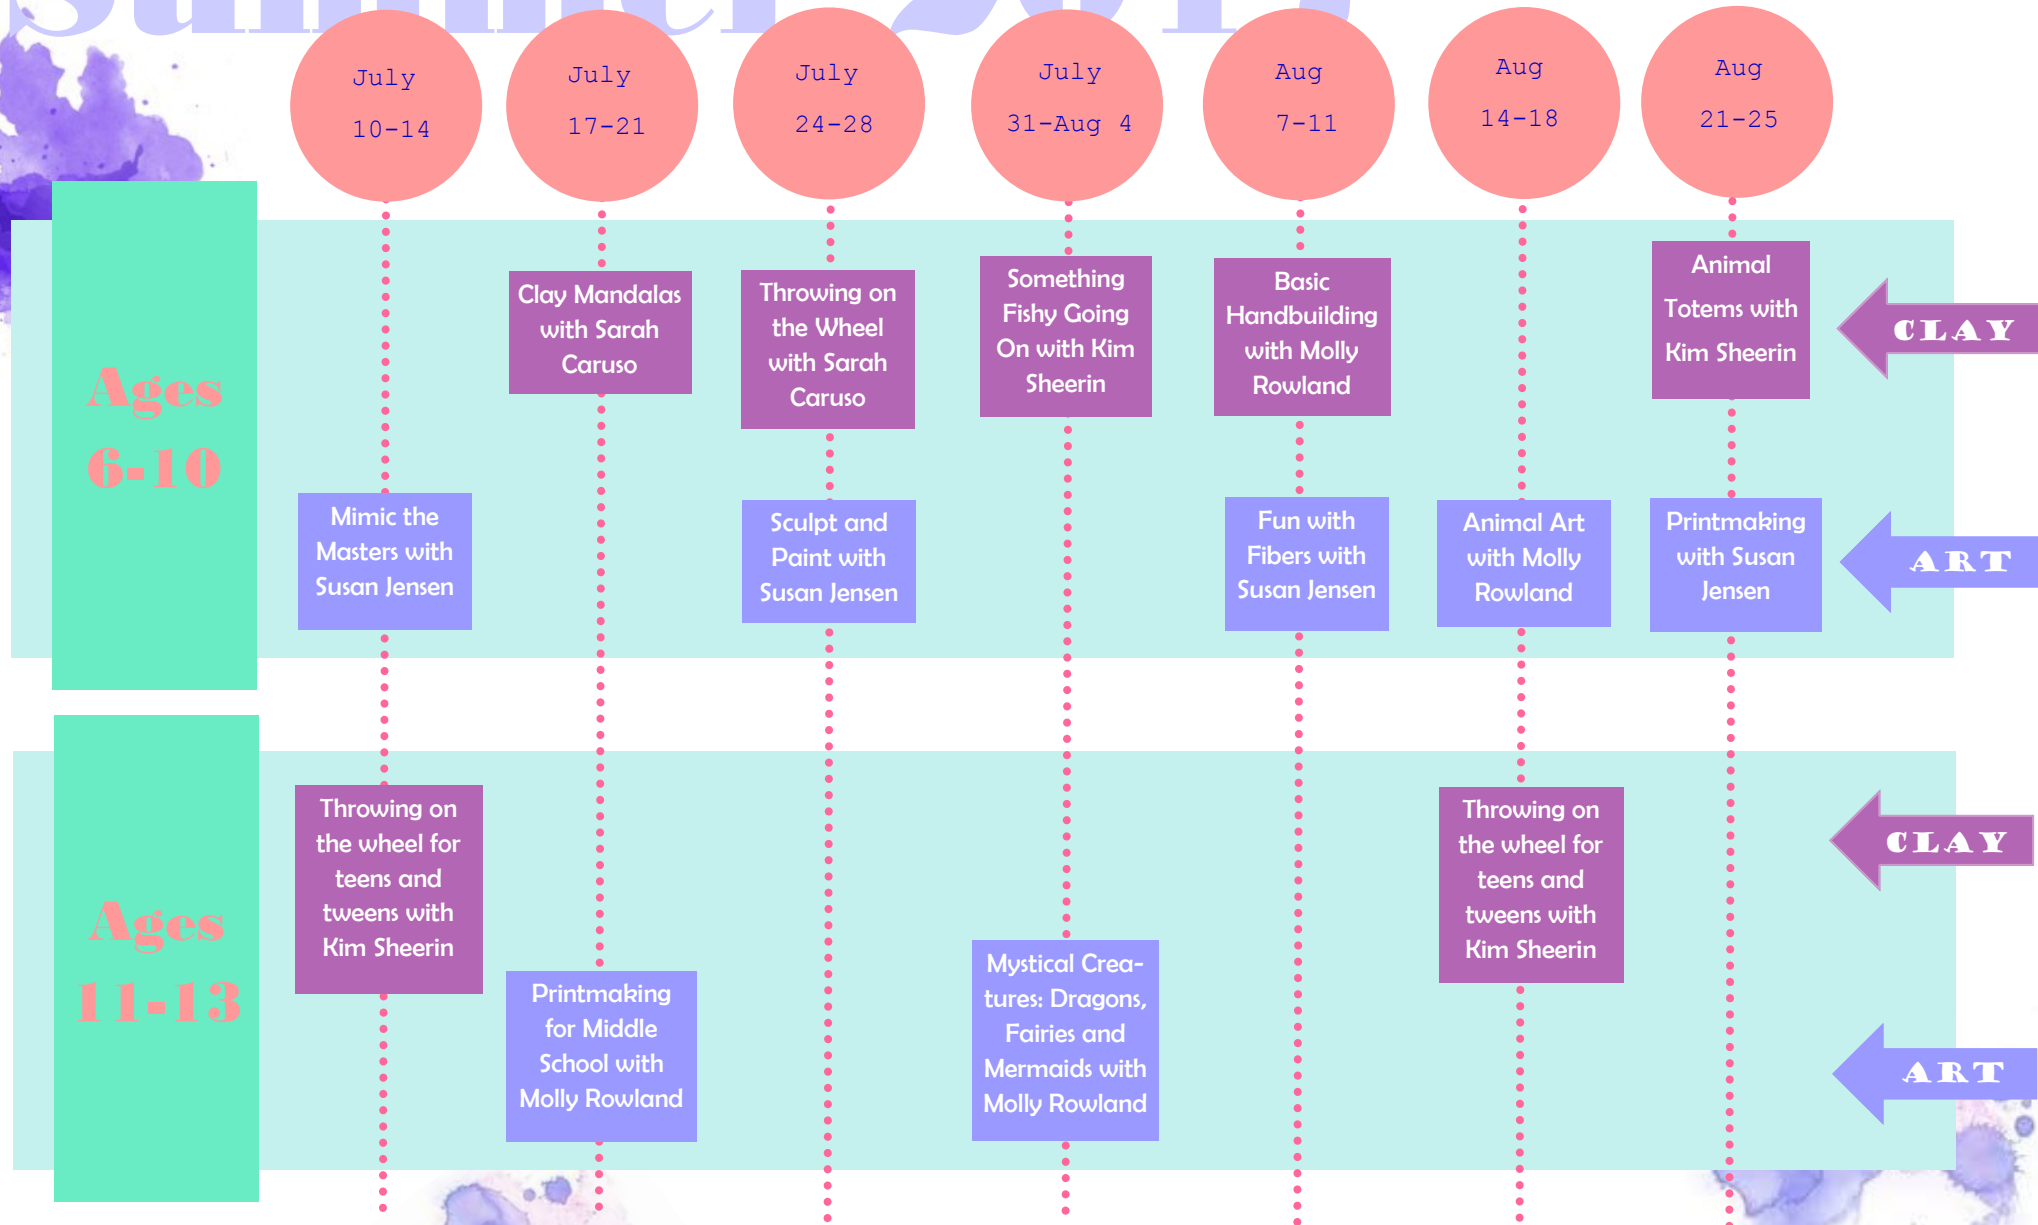 summer 2017
July
10-14
July
17-21
July
24-28
July
31-Aug 4
Aug
7-11
Aug
14-18
Aug
21-25
Ages
6-10
Clay Mandalas
with Sarah
Caruso
Throwing on
the Wheel
with Sarah
Caruso
Something
Fishy Going
On with Kim
Sheerin
Basic
Handbuilding
with Molly
Rowland
Animal
Totems with
Kim Sheerin
CLAY
Mimic the
Masters with
Susan Jensen
Sculpt and
Paint with
Susan Jensen
Fun with
Fibers with
Susan Jensen
Animal Art
with Molly
Rowland
Printmaking
with Susan
Jensen
ART
Ages
11-13
Throwing on
the wheel for
teens and
tweens with
Kim Sheerin
Throwing on
the wheel for
teens and
tweens with
Kim Sheerin
CLAY
Printmaking
for Middle
School with
Molly Rowland
Mystical Crea-
tures: Dragons,
Fairies and
Mermaids with
Molly Rowland
ART